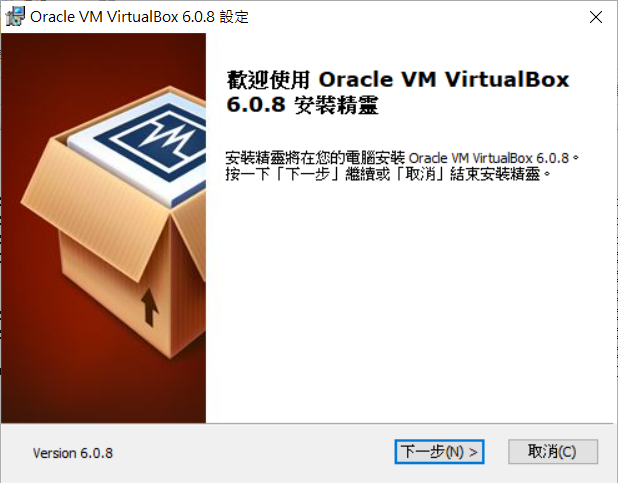 Oracle VM VirtualBox 6.0.8 設定
歡迎使用 Oracle VM VirtualBox
6.0.8 安裝精靈
安裝精靈將在您的電腦安裝 Oracle VM VirtualBox 6.0.8。
按一下「下一步」繼續或「取消」結束安裝精靈。
Version 6.0.8
下一步(N) >
取消(C)